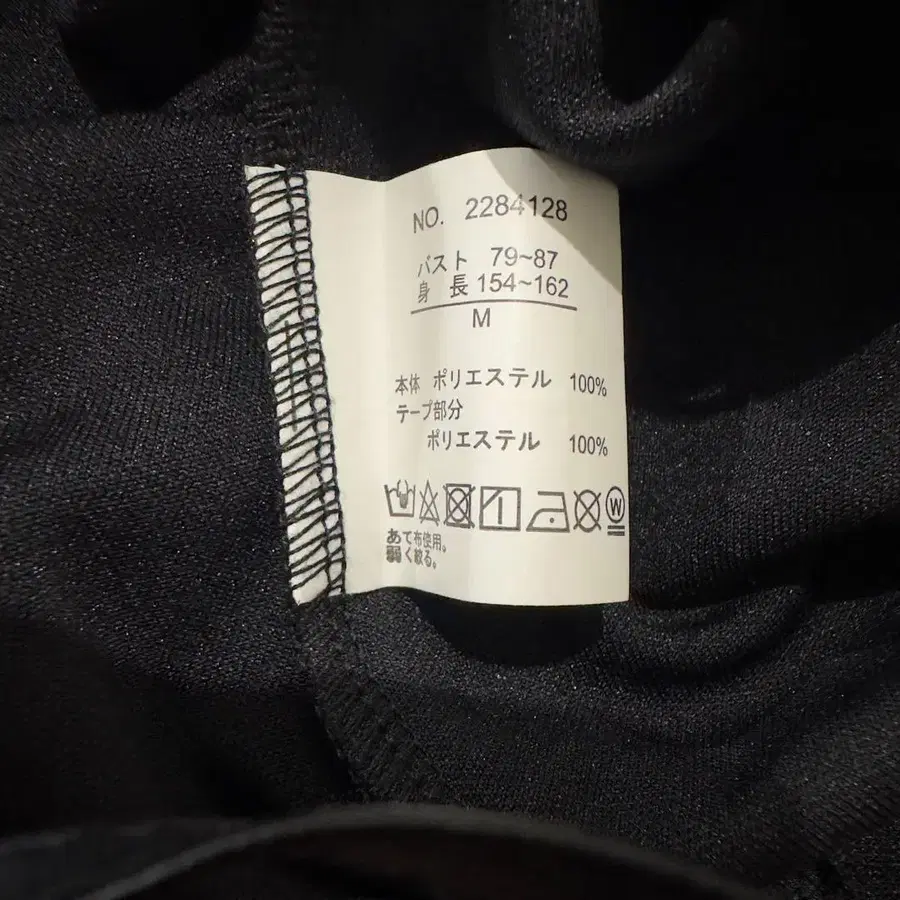 NO. 2284128
バスト 79~87
身 長 154~162
M
本体 ポリエステル 100%
テープ部分
ポリエステル 100%
W
あて布使用。
弱く絞る。